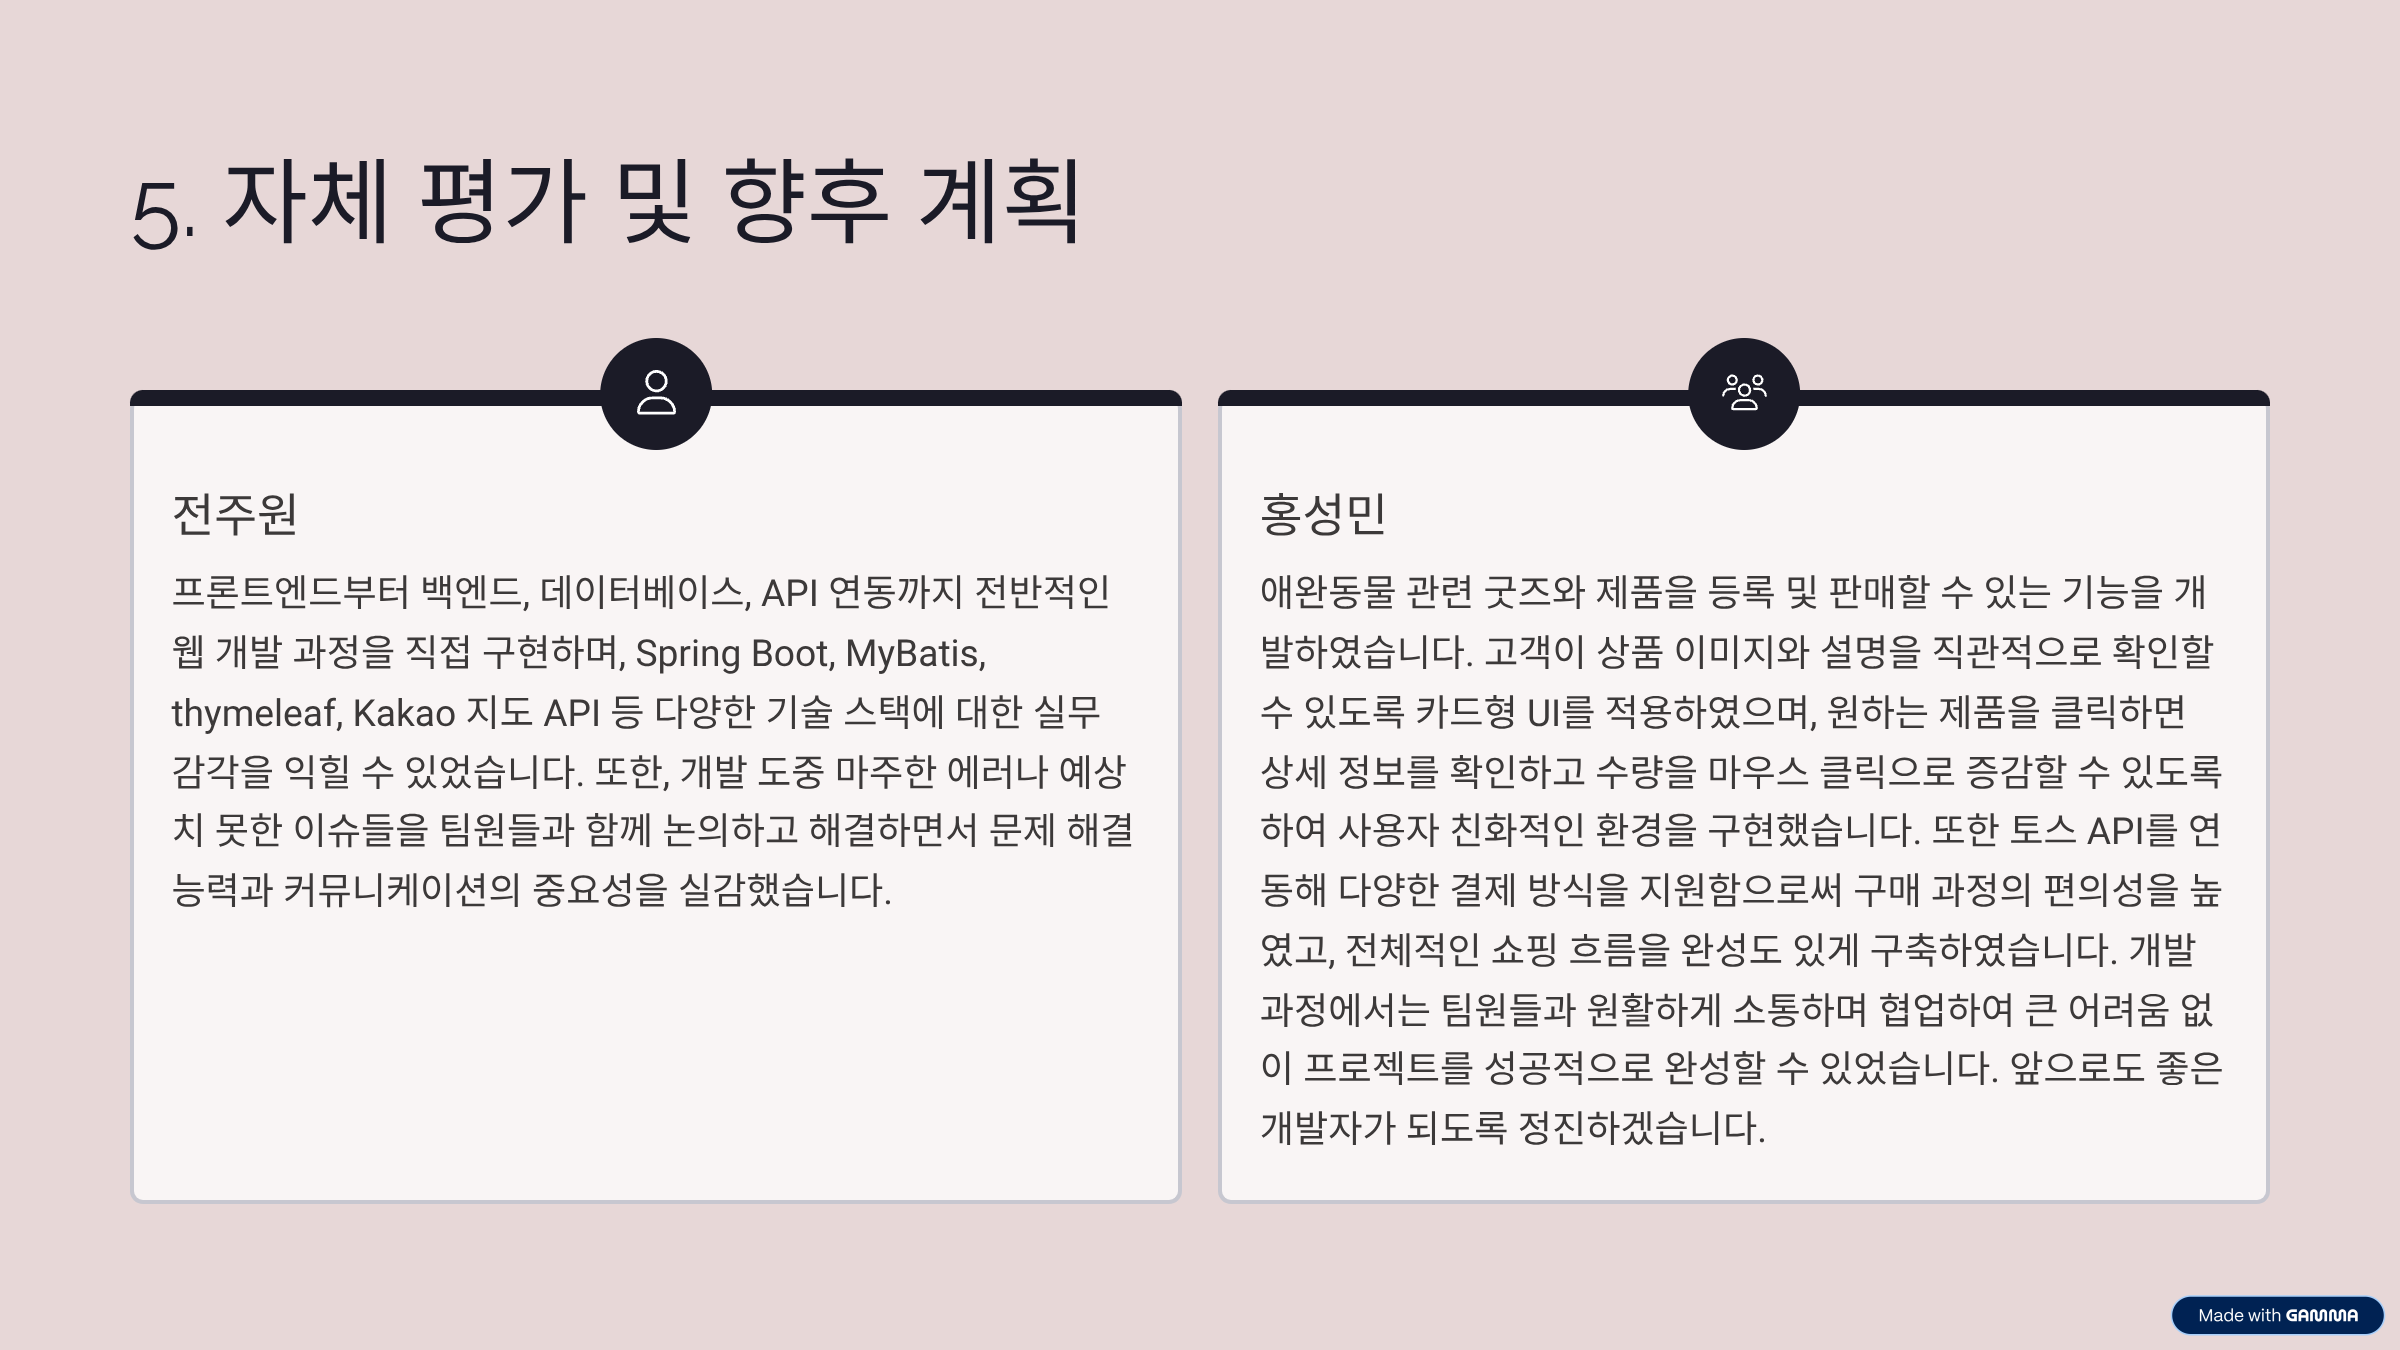 5. 자체 평가 및 향후 계획
전주원
프론트엔드부터 백엔드, 데이터베이스, API 연동까지 전반적인
웹 개발 과정을 직접 구현하며, Spring Boot, MyBatis,
thymeleaf, Kakao 지도 API 등 다양한 기술 스택에 대한 실무
감각을 익힐 수 있었습니다. 또한, 개발 도중 마주한 에러나 예상
치 못한 이슈들을 팀원들과 함께 논의하고 해결하면서 문제 해결
능력과 커뮤니케이션의 중요성을 실감했습니다.
홍성민
애완동물 관련 굿즈와 제품을 등록 및 판매할 수 있는 기능을 개
발하였습니다. 고객이 상품 이미지와 설명을 직관적으로 확인할
수 있도록 카드형 UI를 적용하였으며, 원하는 제품을 클릭하면
상세 정보를 확인하고 수량을 마우스 클릭으로 증감할 수 있도록
하여 사용자 친화적인 환경을 구현했습니다. 또한 토스 API를 연
동해 다양한 결제 방식을 지원함으로써 구매 과정의 편의성을 높
였고, 전체적인 쇼핑 흐름을 완성도 있게 구축하였습니다. 개발
과정에서는 팀원들과 원활하게 소통하며 협업하여 큰 어려움 없
이 프로젝트를 성공적으로 완성할 수 있었습니다. 앞으로도 좋은
개발자가 되도록 정진하겠습니다.
Made with GAMMA